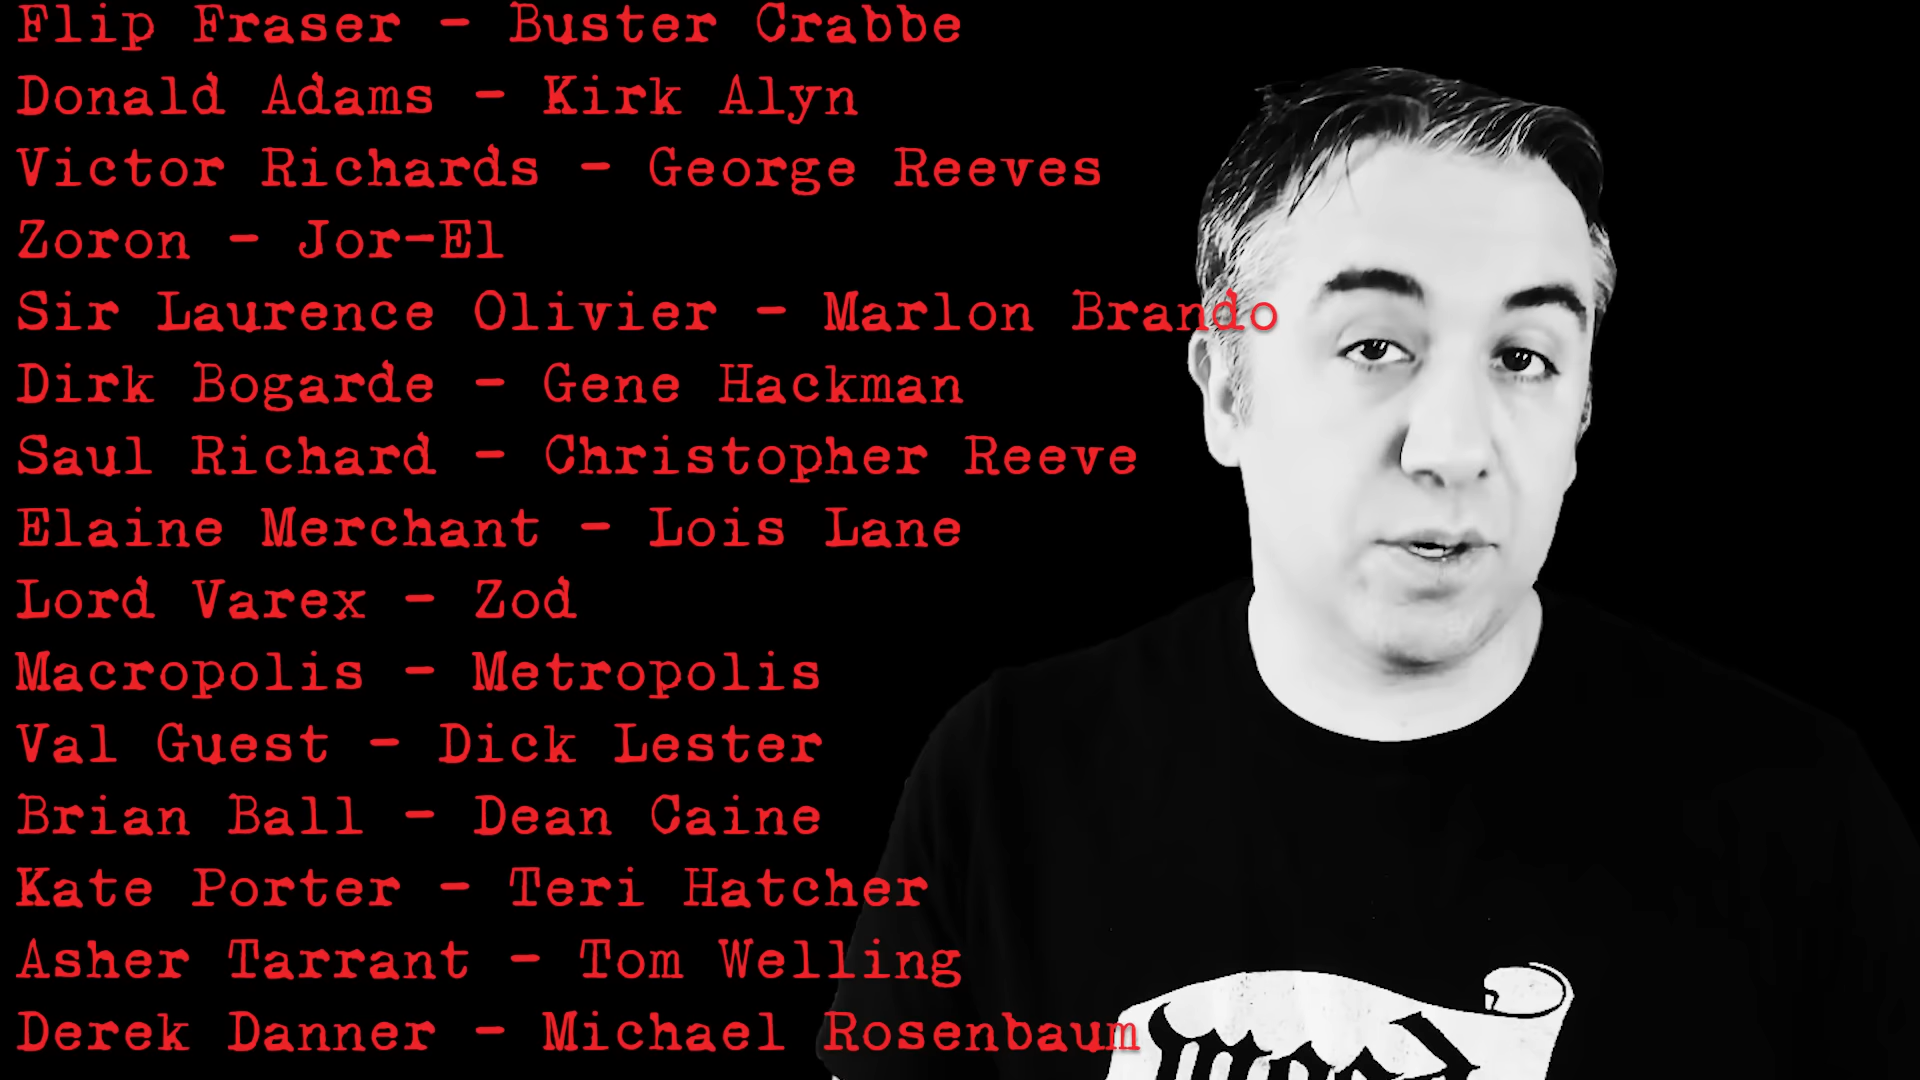 Flip Fraser - Buster Crabbe
Donald Adams - Kirk Alyn
Victor Richards - George Reeves
Zoron - Jor-El
Sir Laurence Olivier - Marlon Brando
Dirk Bogarde - Gene Hackman
Saul Richard - Christopher Reeve
Elaine Merchant - Lois Lane
Lord Varex - Zod
Macropolis - Metropolis
Val Guest - Dick Lester
Brian Ball - Dean Caine
Kate Porter - Teri Hatcher
Asher Tarrant - Tom Welling
Derek Danner - Michael Rosenbaum